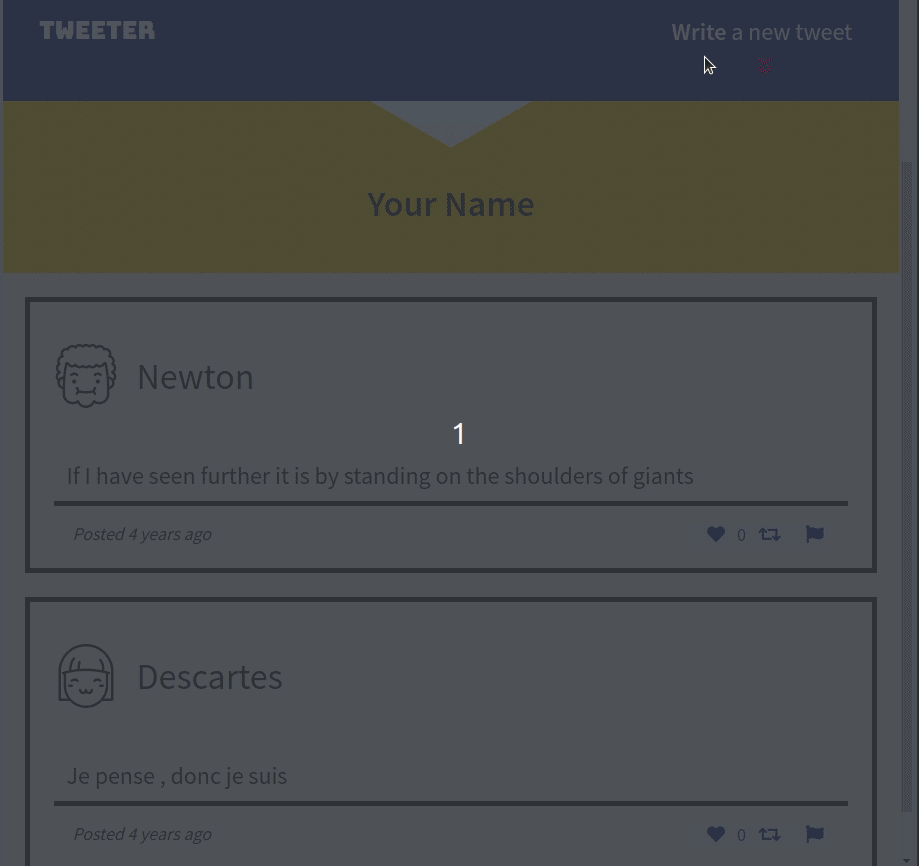 TWEETER
Write a new tweet
Your Name
Newton
1
If I have seen further it is by standing on the shoulders of giants
Posted 4 years ago
0
Descartes
Je pense , donc je suis
Posted 4 years ago
0